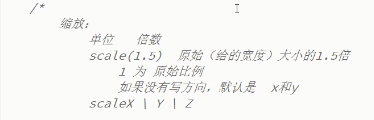 /*
缩放:
单位 倍数
scale(1.5) 原始（给的宽度）大小的1.5倍
1 为 原始比例
如果没有写方向，默认是 x和y
scaleX | Y | Z